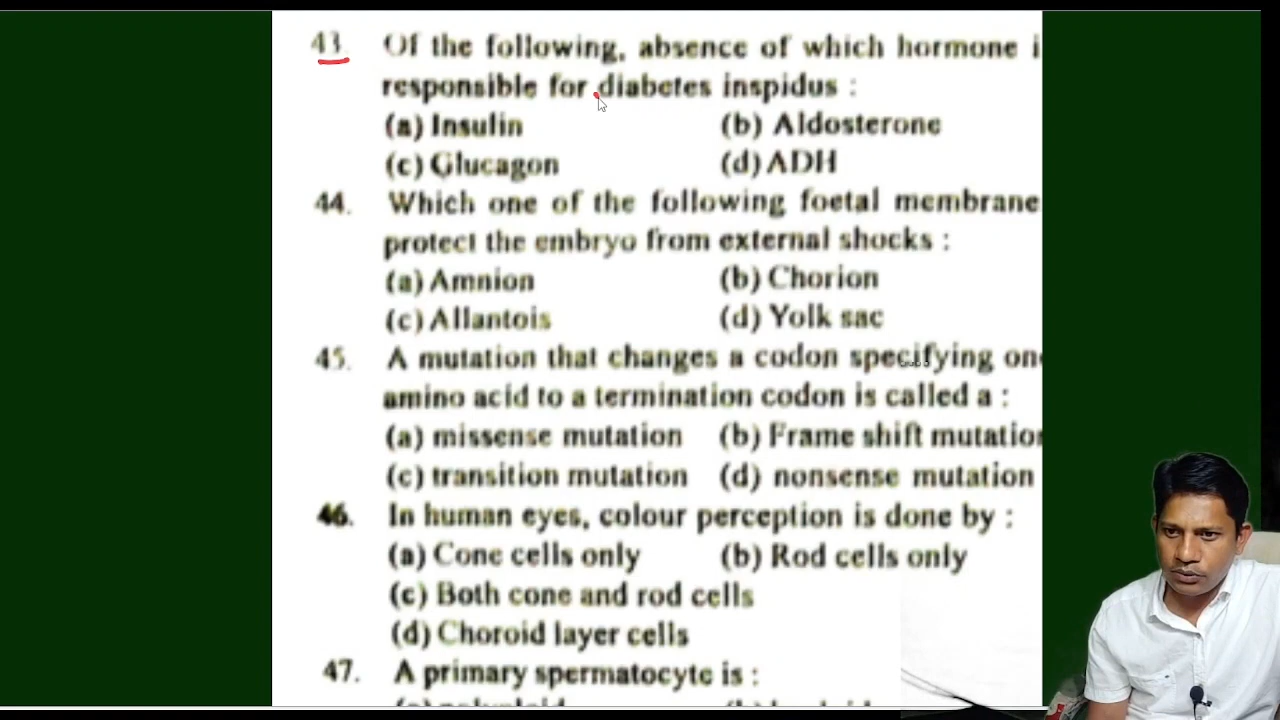 43. Of the following, absence of which hormone i
responsible for diabetes inspidus :
(a) Insulin (b) Aldosterone
(c) Glucagon (d) ADH
44. Which one of the following foetal membrane
protect the embryo from external shocks :
(a) Amnion (b) Chorion
(c) Allantois (d) Yolk sac
45. A mutation that changes a codon specifying on
amino acid to a termination codon is called a :
(a) missense mutation (b) Frame shift mutatio
(c) transition mutation (d) nonsense mutation
46. In human eyes, colour perception is done by :
(a) Cone cells only (b) Rod cells only
(c) Both cone and rod cells
(d) Choroid layer cells
47. A primary spermatocyte is :